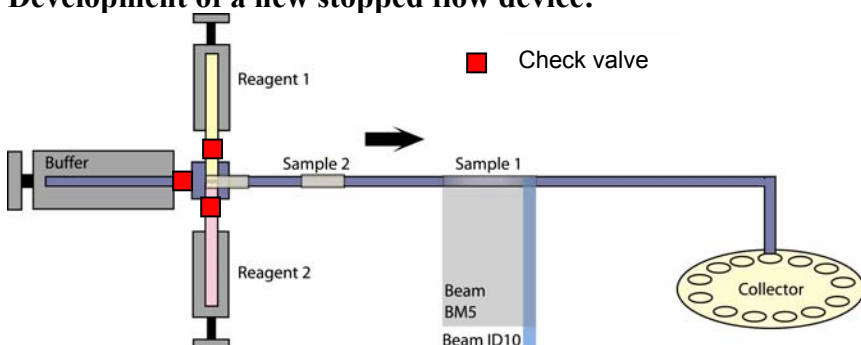 Development of a new stopped flow device:
Check valve
Reagent 1
Buffer
Sample 2
Sample 1
Reagent 2
Beam
BM5
Collector
Beam ID10